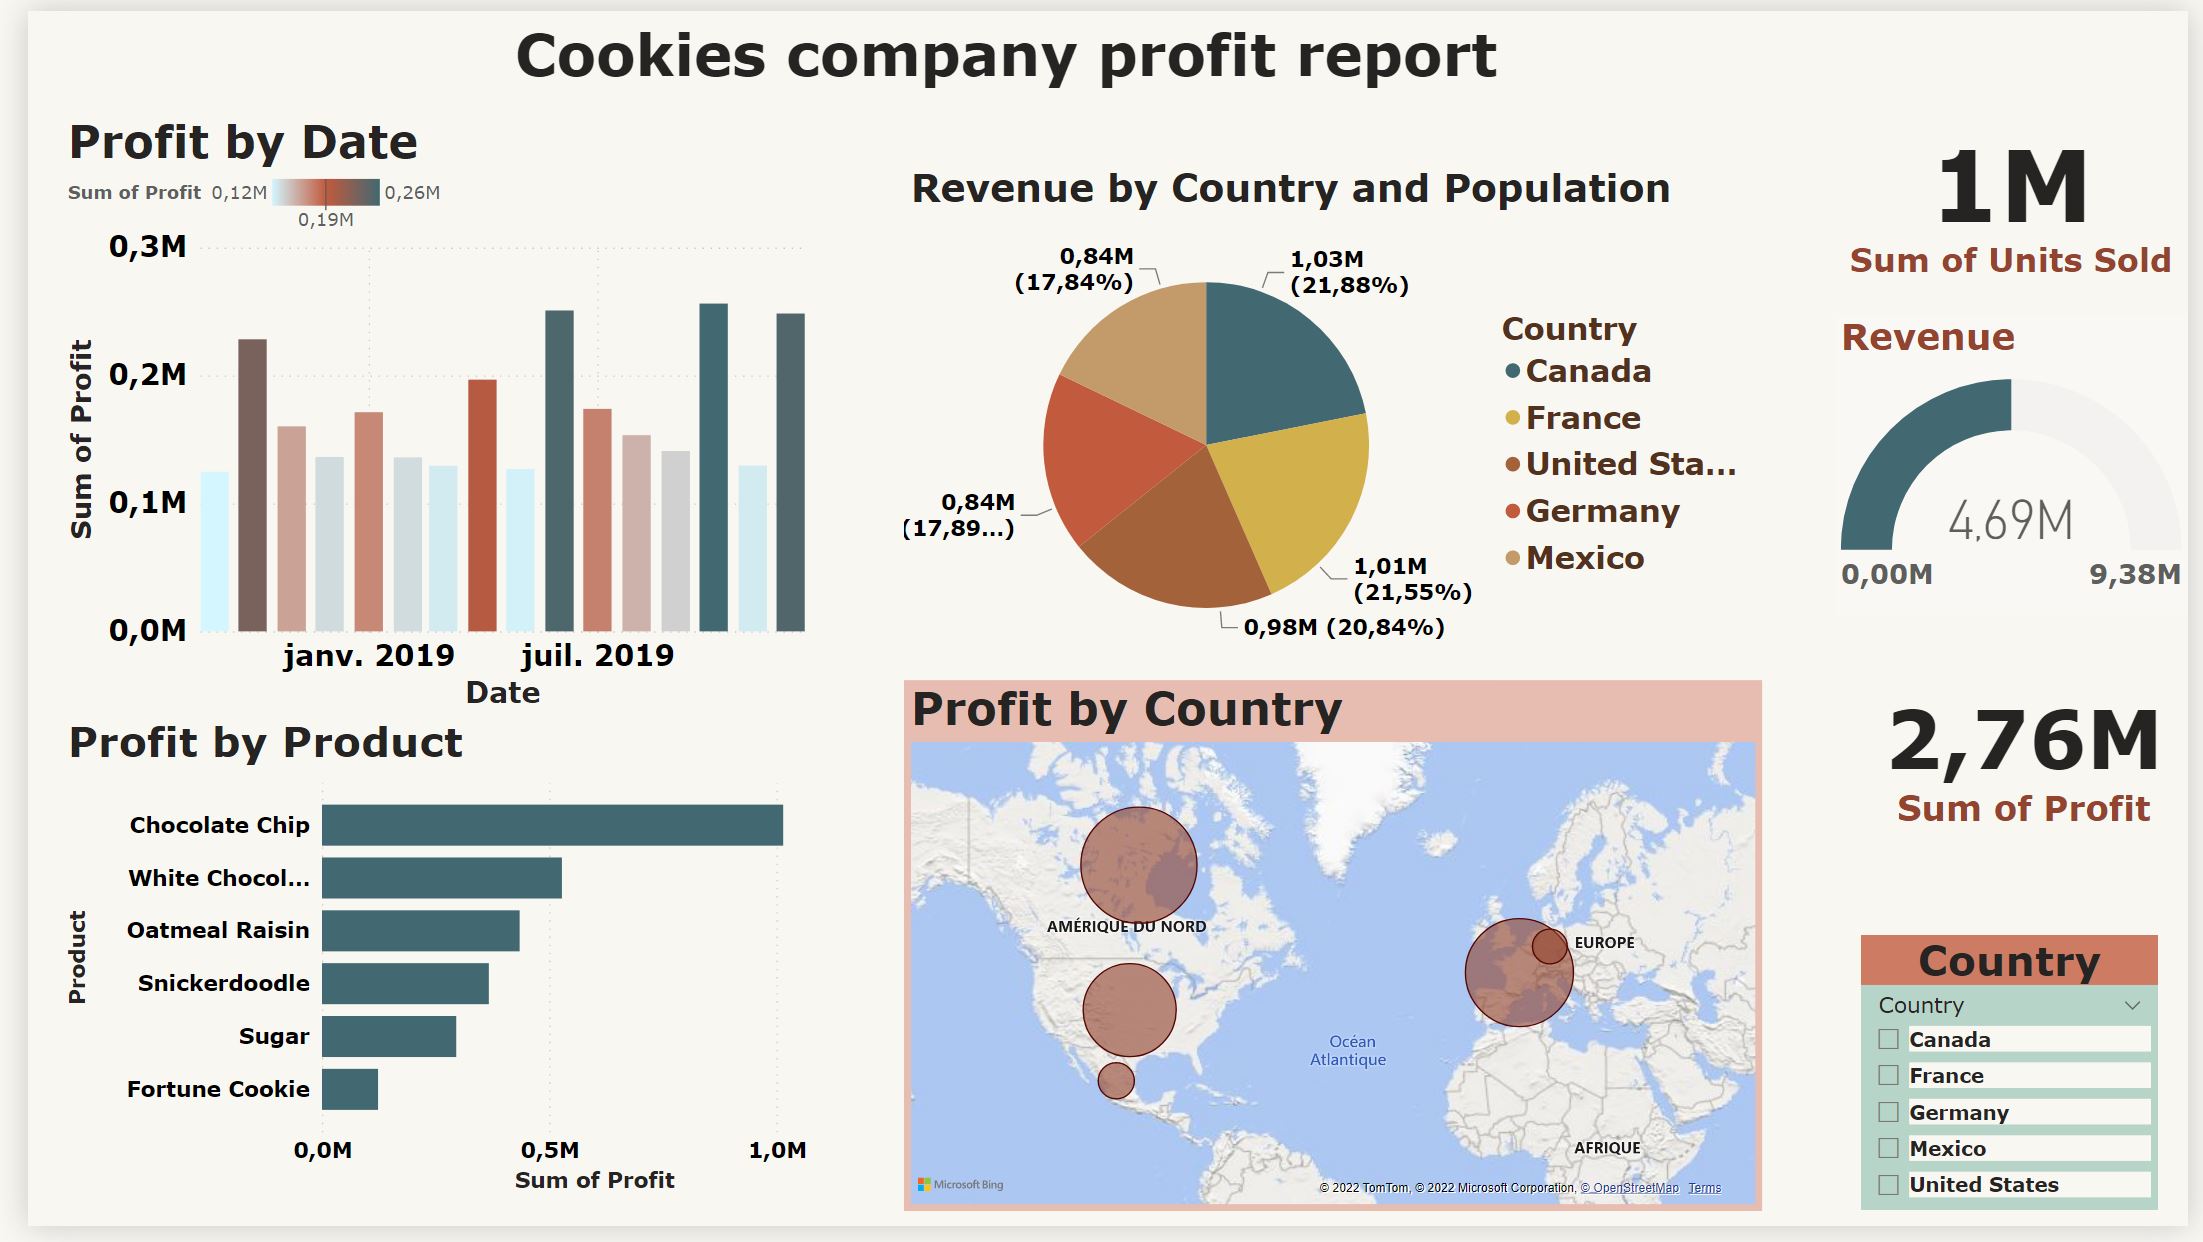 Cookies company profit report
Profit by Date
Sum of Profit 0,12M 0,26M
0,19M
0,3M
0,2M
0,1M
0,0M
Sum of Profit
janv. 2019 juil. 2019
Date
Revenue by Country and Population
0,84M
(17,84%)
1,03M
(21,88%)
0,84M
(17,89...)
1,01M
(21,55%)
0,98M (20,84%)
Country
Canada
France
United Sta...
Germany
Mexico
1M
Sum of Units Sold
Revenue
4,69M
0,00M 9,38M
Profit by Product
Product
Chocolate Chip
White Chocol...
Oatmeal Raisin
Snickerdoodle
Sugar
Fortune Cookie
0,0M 0,5M 1,0M
Sum of Profit
Profit by Country
AMÉRIQUE DU NORD
EUROPE
Océan
Atlantique
AFRIQUE
Microsoft Bing
© 2022 TomTom, © 2022 Microsoft Corporation, © OpenStreetMap Terms
2,76M
Sum of Profit
Country
Country
Canada
France
Germany
Mexico
United States